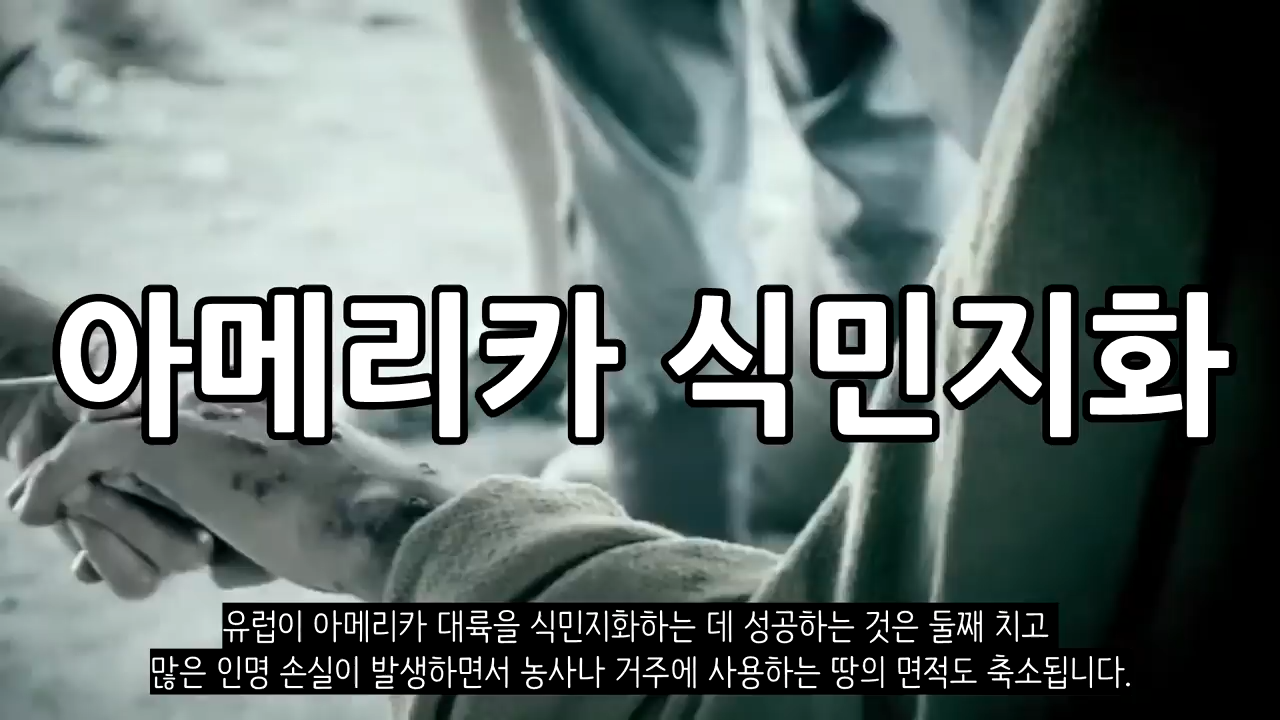 아메리카 식민지화
유럽이 아메리카 대륙을 식민지화하는 데 성공하는 것은 둘째 치고
많은 인명 손실이 발생하면서 농사나 거주에 사용하는 땅의 면적도 축소됩니다.